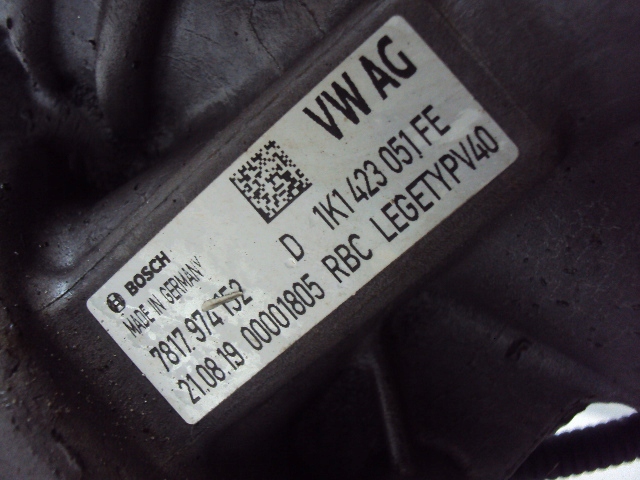 VW AG
D 1K1 423 051 FE
BOSCH
MADE IN GERMANY
7817 974 152
21.08.19 00001805 RBC LEGETYPV40